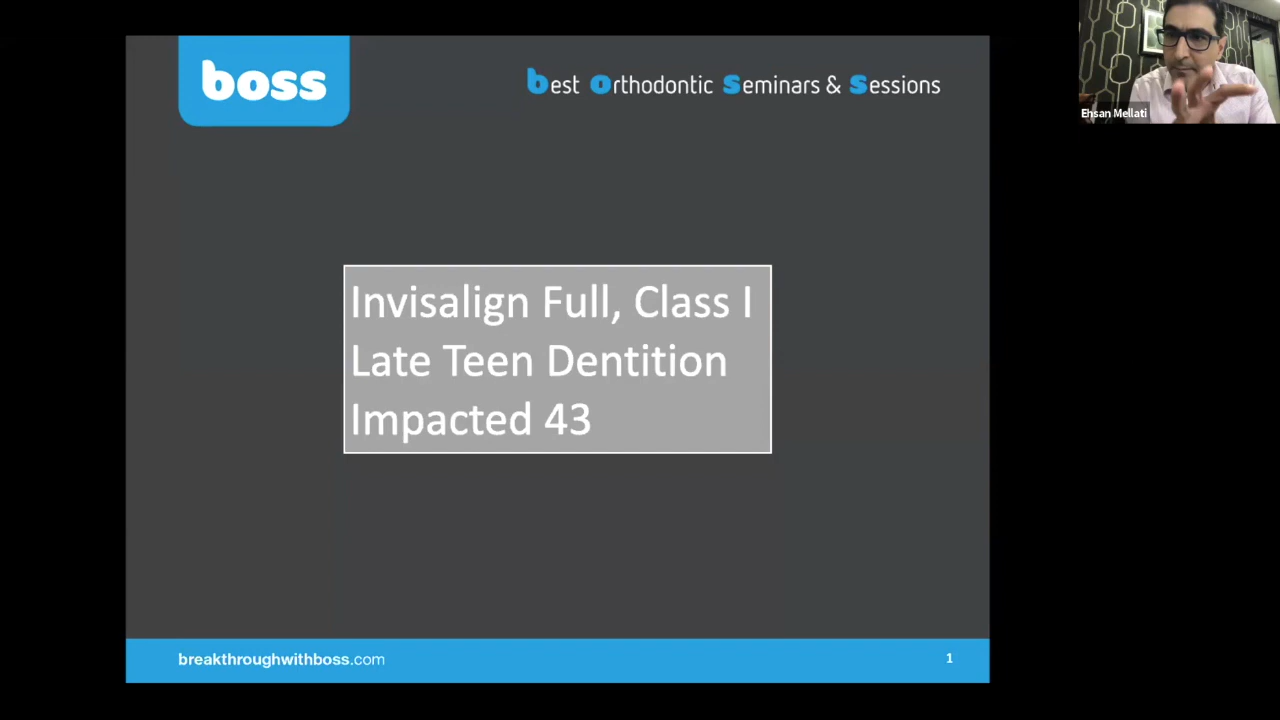 boss
best orthodontic seminars & sessions
Ehsan Mellati
Invisalign Full, Class I
Late Teen Dentition
Impacted 43
breakthroughwithboss.com
1